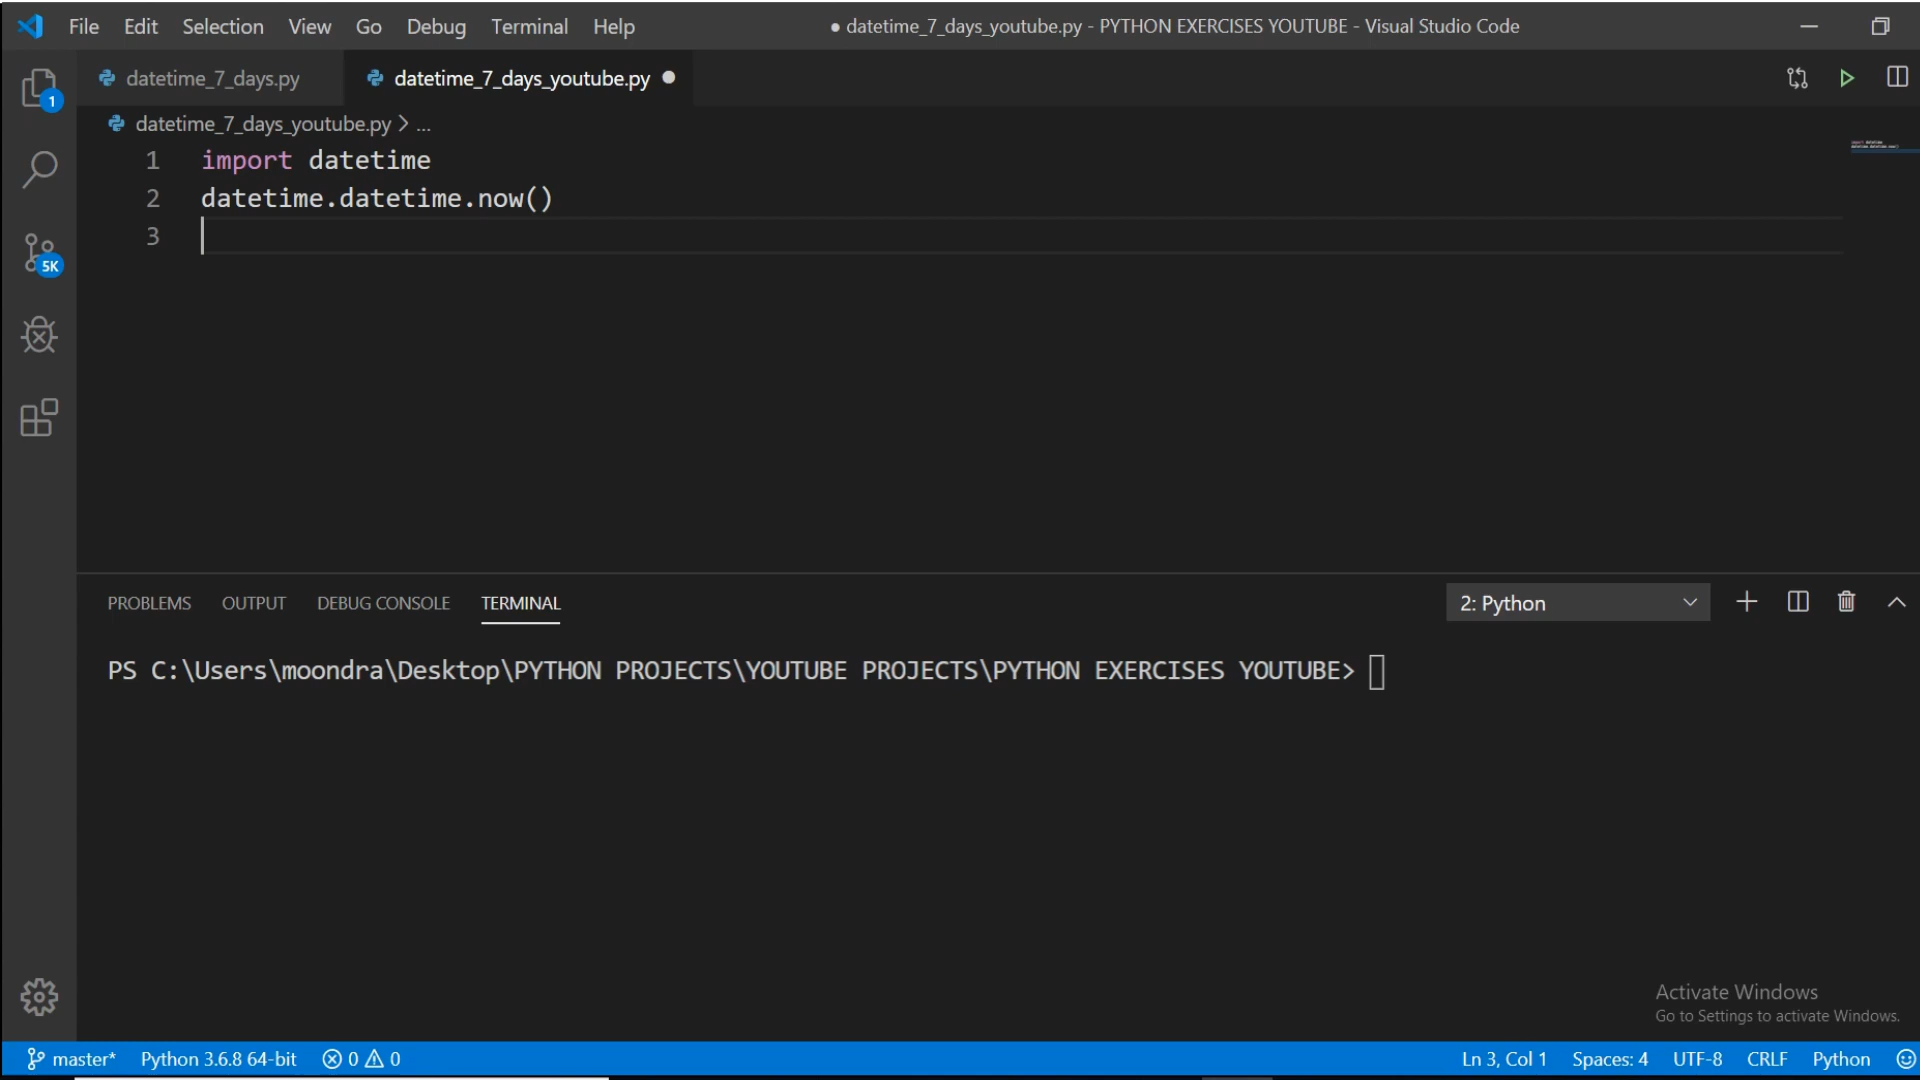 File Edit Selection View Go Debug Terminal Help ● datetime_7_days_youtube.py - PYTHON EXERCISES YOUTUBE - Visual Studio Code
datetime_7_days.py datetime_7_days_youtube.py ●
1
datetime_7_days_youtube.py > ...
1 import datetime
2 datetime.datetime.now()
3
5K
PROBLEMS OUTPUT DEBUG CONSOLE TERMINAL 2: Python
PS C:\Users\moondra\Desktop\PYTHON PROJECTS\YOUTUBE PROJECTS\PYTHON EXERCISES YOUTUBE>
Activate Windows
Go to Settings to activate Windows.
master* Python 3.6.8 64-bit 0 0 Ln 3, Col 1 Spaces: 4 UTF-8 CRLF Python